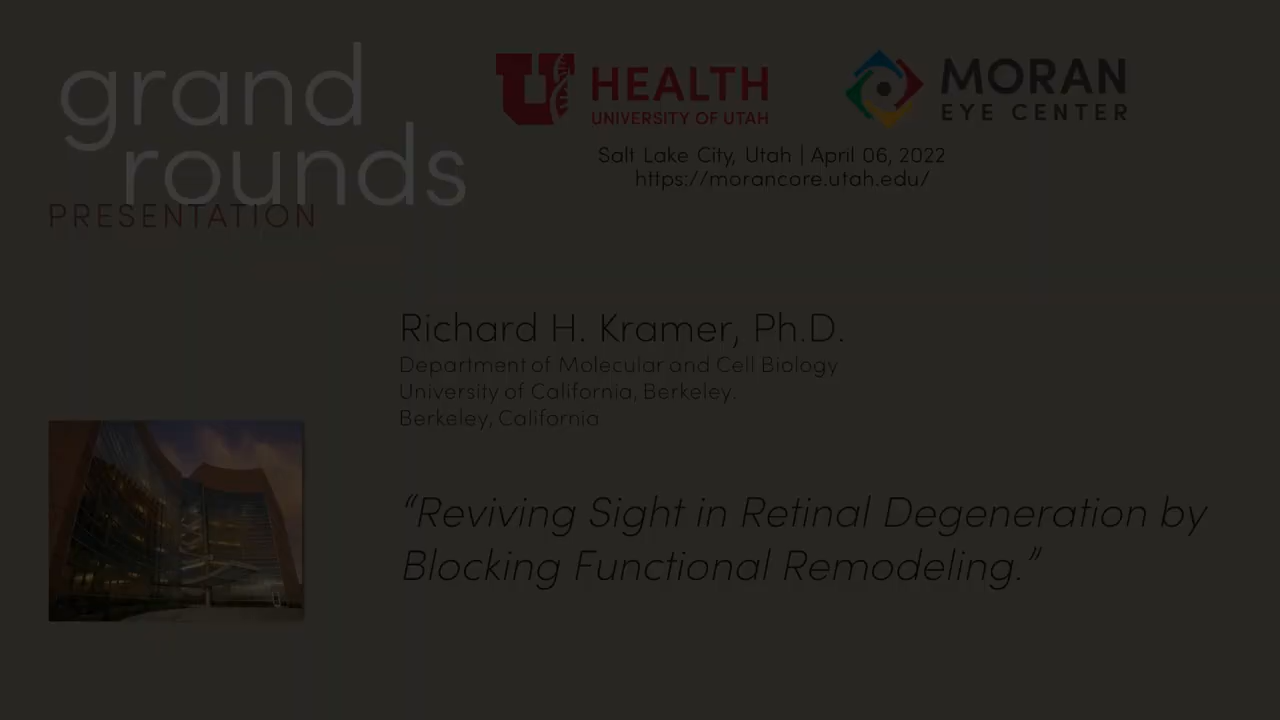 grand
rounds
PRESENTATION
U HEALTH
UNIVERSITY OF UTAH
MORAN
EYE CENTER
Salt Lake City, Utah | April 06, 2022
https://morancore.utah.edu/
Richard H. Kramer, Ph.D.
Department of Molecular and Cell Biology
University of California, Berkeley.
Berkeley, California
“Reviving Sight in Retinal Degeneration by
Blocking Functional Remodeling.”